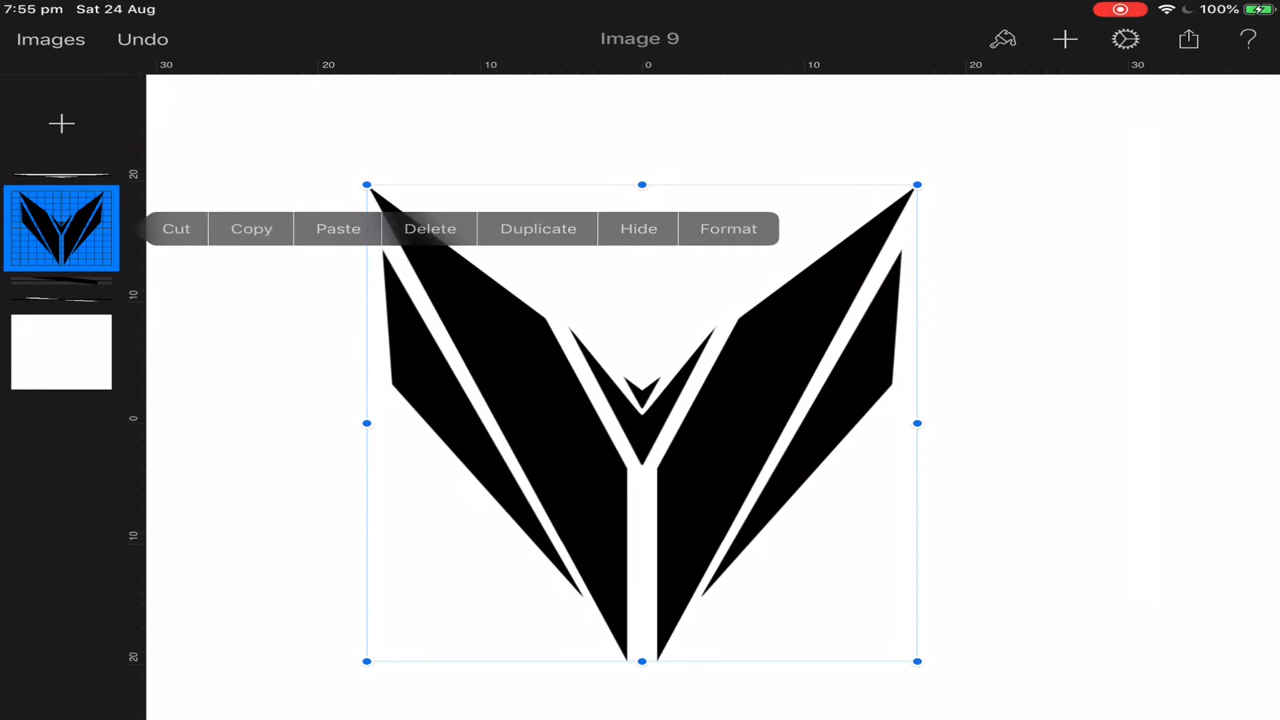 7:55 pm Sat 24 Aug 100%
Images Undo Image 9 ?
30 20 10 0 10 20 30
20
Cut Copy Paste Delete Duplicate Hide Format
10
0
10
20